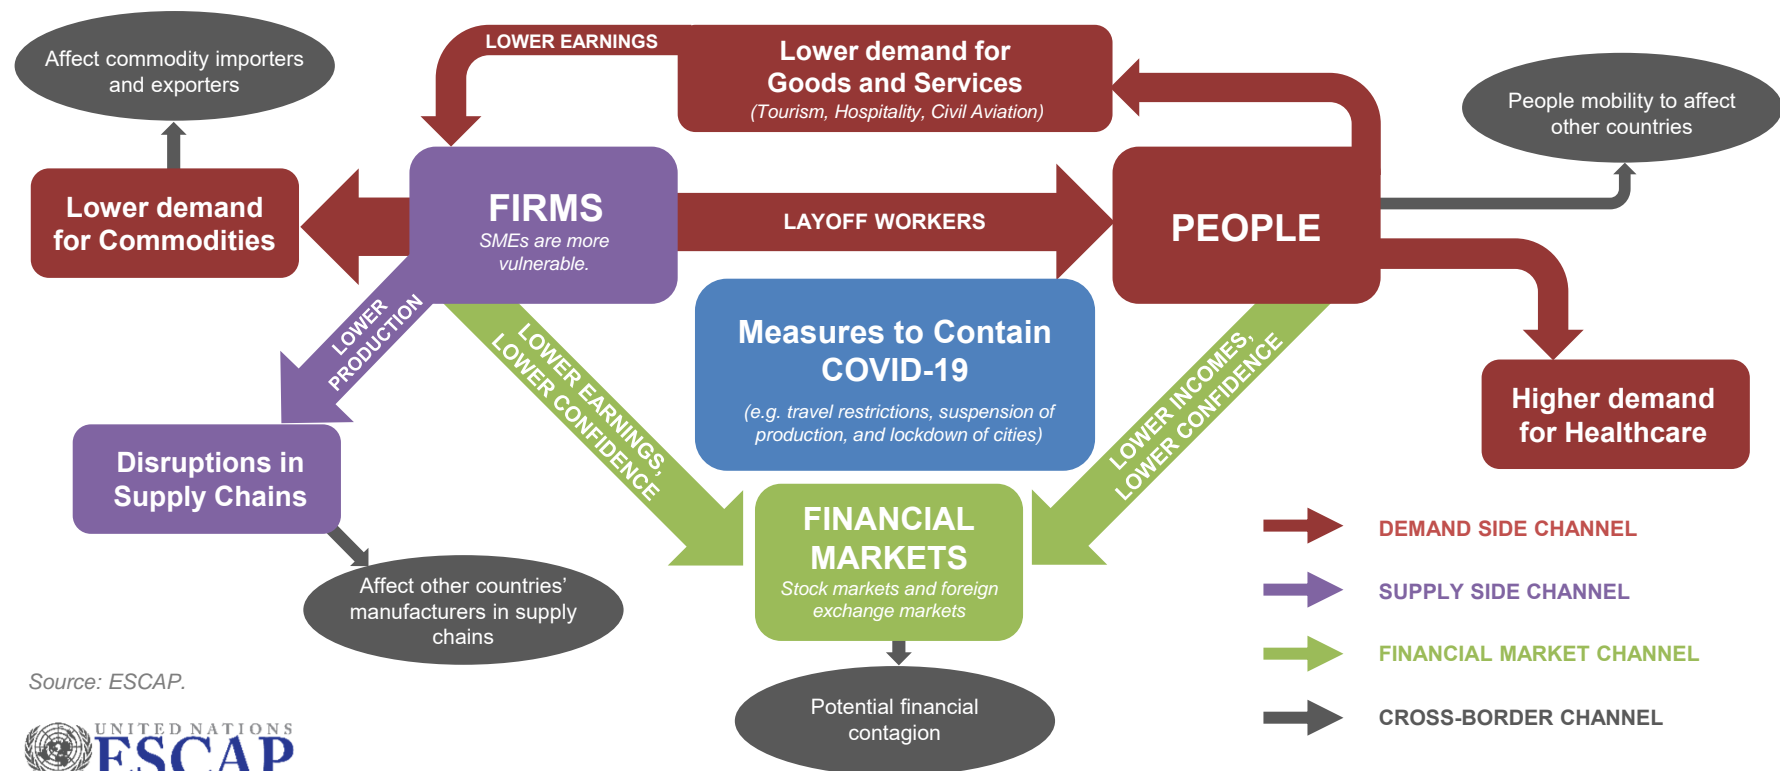 Affect commodity importers
and exporters
LOWER EARNINGS
Lower demand for
Goods and Services
(Tourism, Hospitality, Civil Aviation)
People mobility to affect
other countries
Lower demand
for Commodities
FIRMS
SMEs are more
vulnerable.
LAYOFF WORKERS
PEOPLE
LOWER
PRODUCTION
LOWER EARNINGS,
LOWER CONFIDENCE
Measures to Contain
COVID-19
(e.g. travel restrictions, suspension of
production, and lockdown of cities)
LOWER INCOMES,
LOWER CONFIDENCE
Higher demand
for Healthcare
Disruptions in
Supply Chains
FINANCIAL
MARKETS
Stock markets and foreign
exchange markets
Affect other countries’
manufacturers in supply
chains
Potential financial
contagion
DEMAND SIDE CHANNEL
SUPPLY SIDE CHANNEL
FINANCIAL MARKET CHANNEL
CROSS-BORDER CHANNEL
Source: ESCAP.
UNITED NATIONS
ESCAP